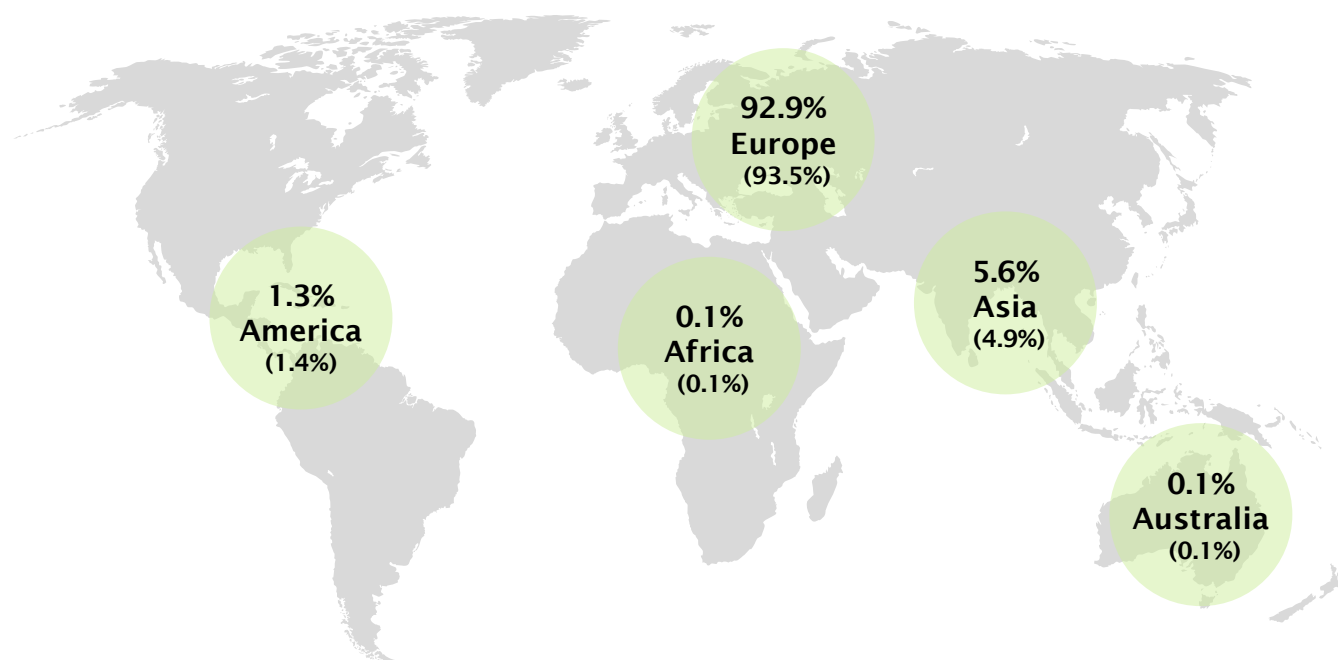 92.9%
Europe
(93.5%)
5.6%
Asia
(4.9%)
1.3%
America
(1.4%)
0.1%
Africa
(0.1%)
0.1%
Australia
(0.1%)